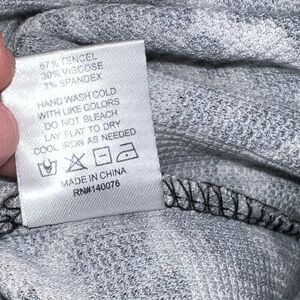 67% TENCEL
30% VISCOSE
3% SPANDEX
HAND WASH COLD
WITH LIKE COLORS
DO NOT BLEACH
LAY FLAT TO DRY
COOL IRON AS NEEDED
MADE IN CHINA
RN#140076